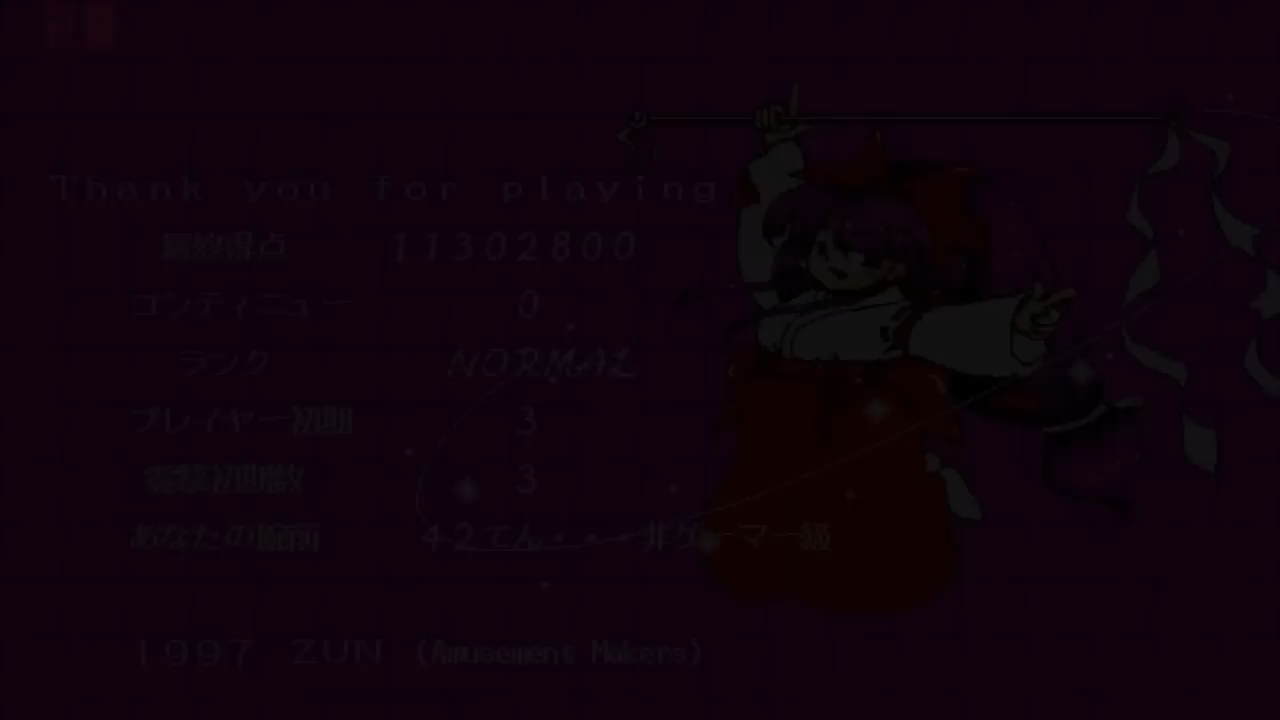 Thank you for playing
最終得点 11302800
コンティニュー 0
ランク NORMAL
プレイヤー初期 3
霊撃初期数 3
あなたの腕前 42てん・・・非ゲーマー級
1997 ZUN (Amusement Makers)